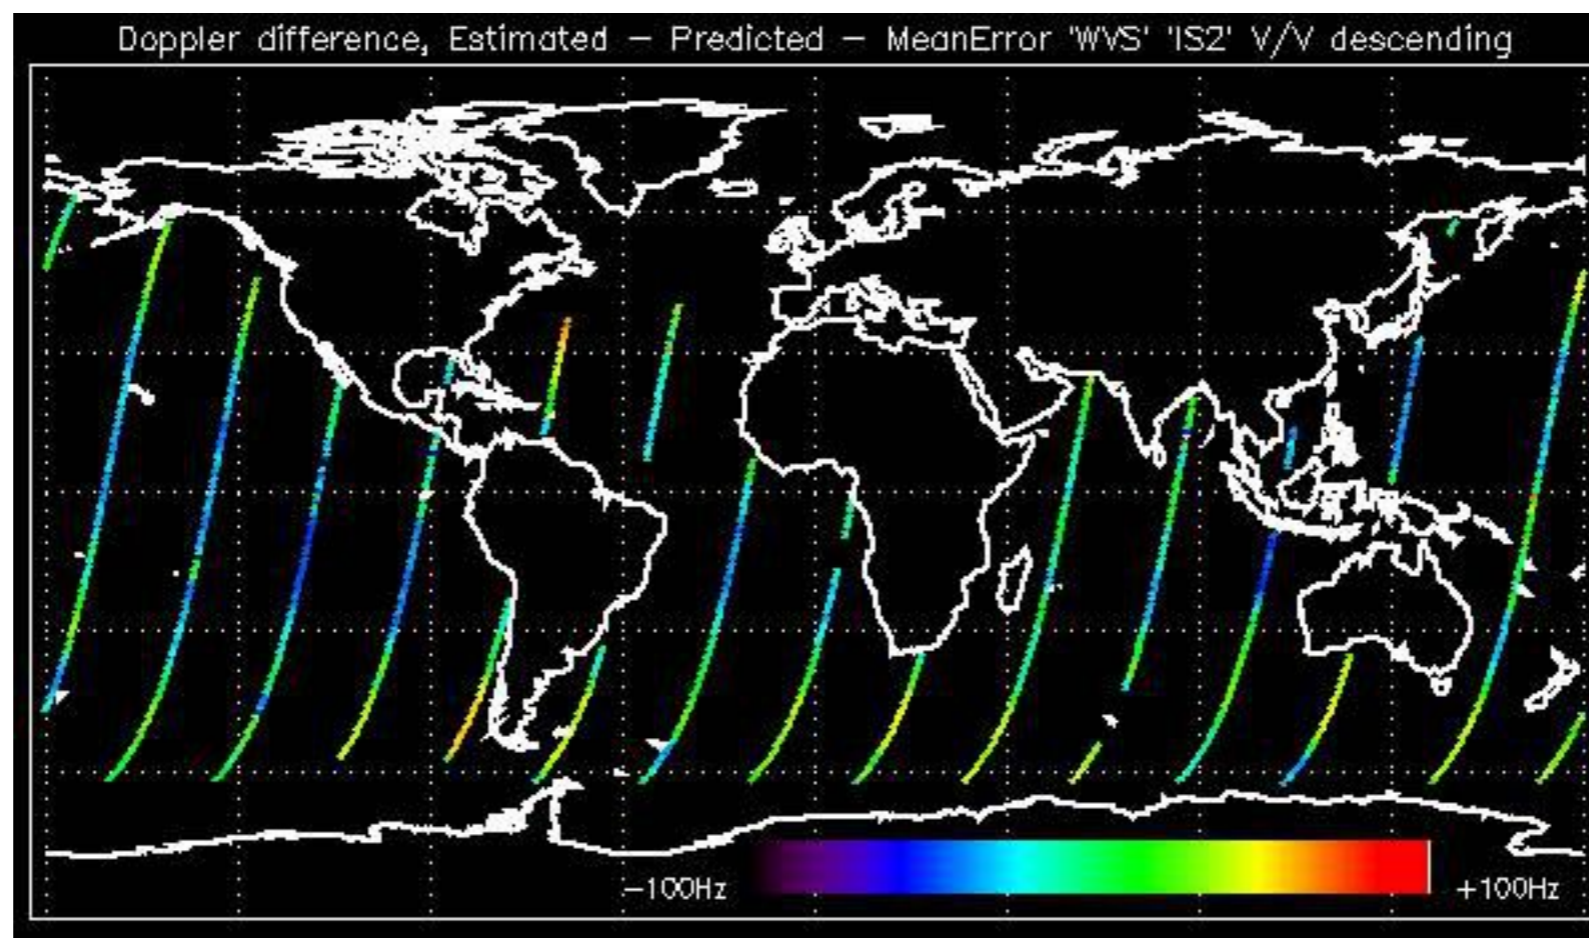 Doppler difference, Estimated − Predicted − MeanError 'WVS' 'IS2' V/V descending
−100Hz +100Hz